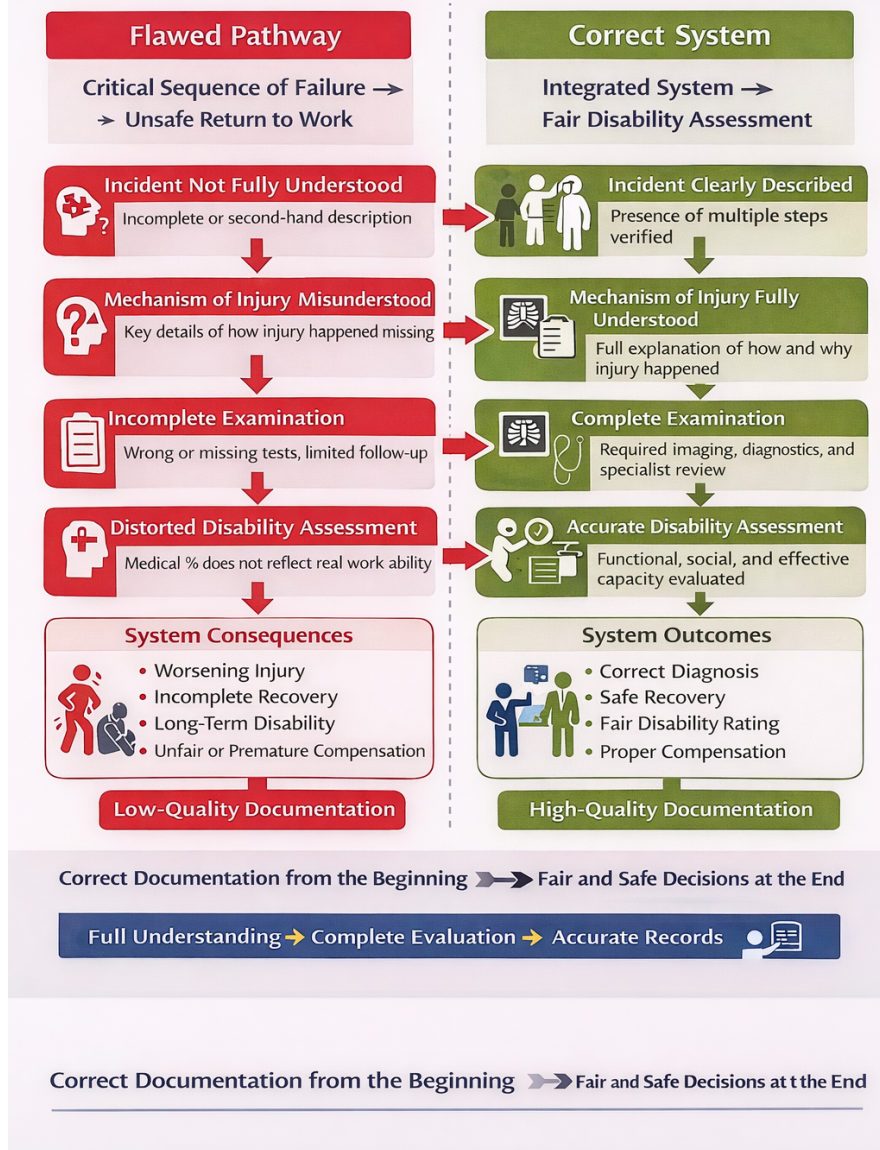 Flawed Pathway
Critical Sequence of Failure →
→ Unsafe Return to Work
Incident Not Fully Understood
Incomplete or second-hand description
?
Mechanism of Injury Misunderstood
Key details of how injury happened missing
?
Incomplete Examination
Wrong or missing tests, limited follow-up
Distorted Disability Assessment
Medical % does not reflect real work ability
System Consequences
• Worsening Injury
• Incomplete Recovery
• Long-Term Disability
• Unfair or Premature Compensation
Low-Quality Documentation
Correct System
Integrated System →
Fair Disability Assessment
Incident Clearly Described
Presence of multiple steps
verified
Mechanism of Injury Fully
Understood
Full explanation of how and why
injury happened
Complete Examination
Required imaging, diagnostics, and
specialist review
Accurate Disability Assessment
Functional, social, and effective
capacity evaluated
System Outcomes
• Correct Diagnosis
• Safe Recovery
• Fair Disability Rating
• Proper Compensation
High-Quality Documentation
Correct Documentation from the Beginning → Fair and Safe Decisions at the End
Full Understanding → Complete Evaluation → Accurate Records
Correct Documentation from the Beginning → Fair and Safe Decisions at t the End